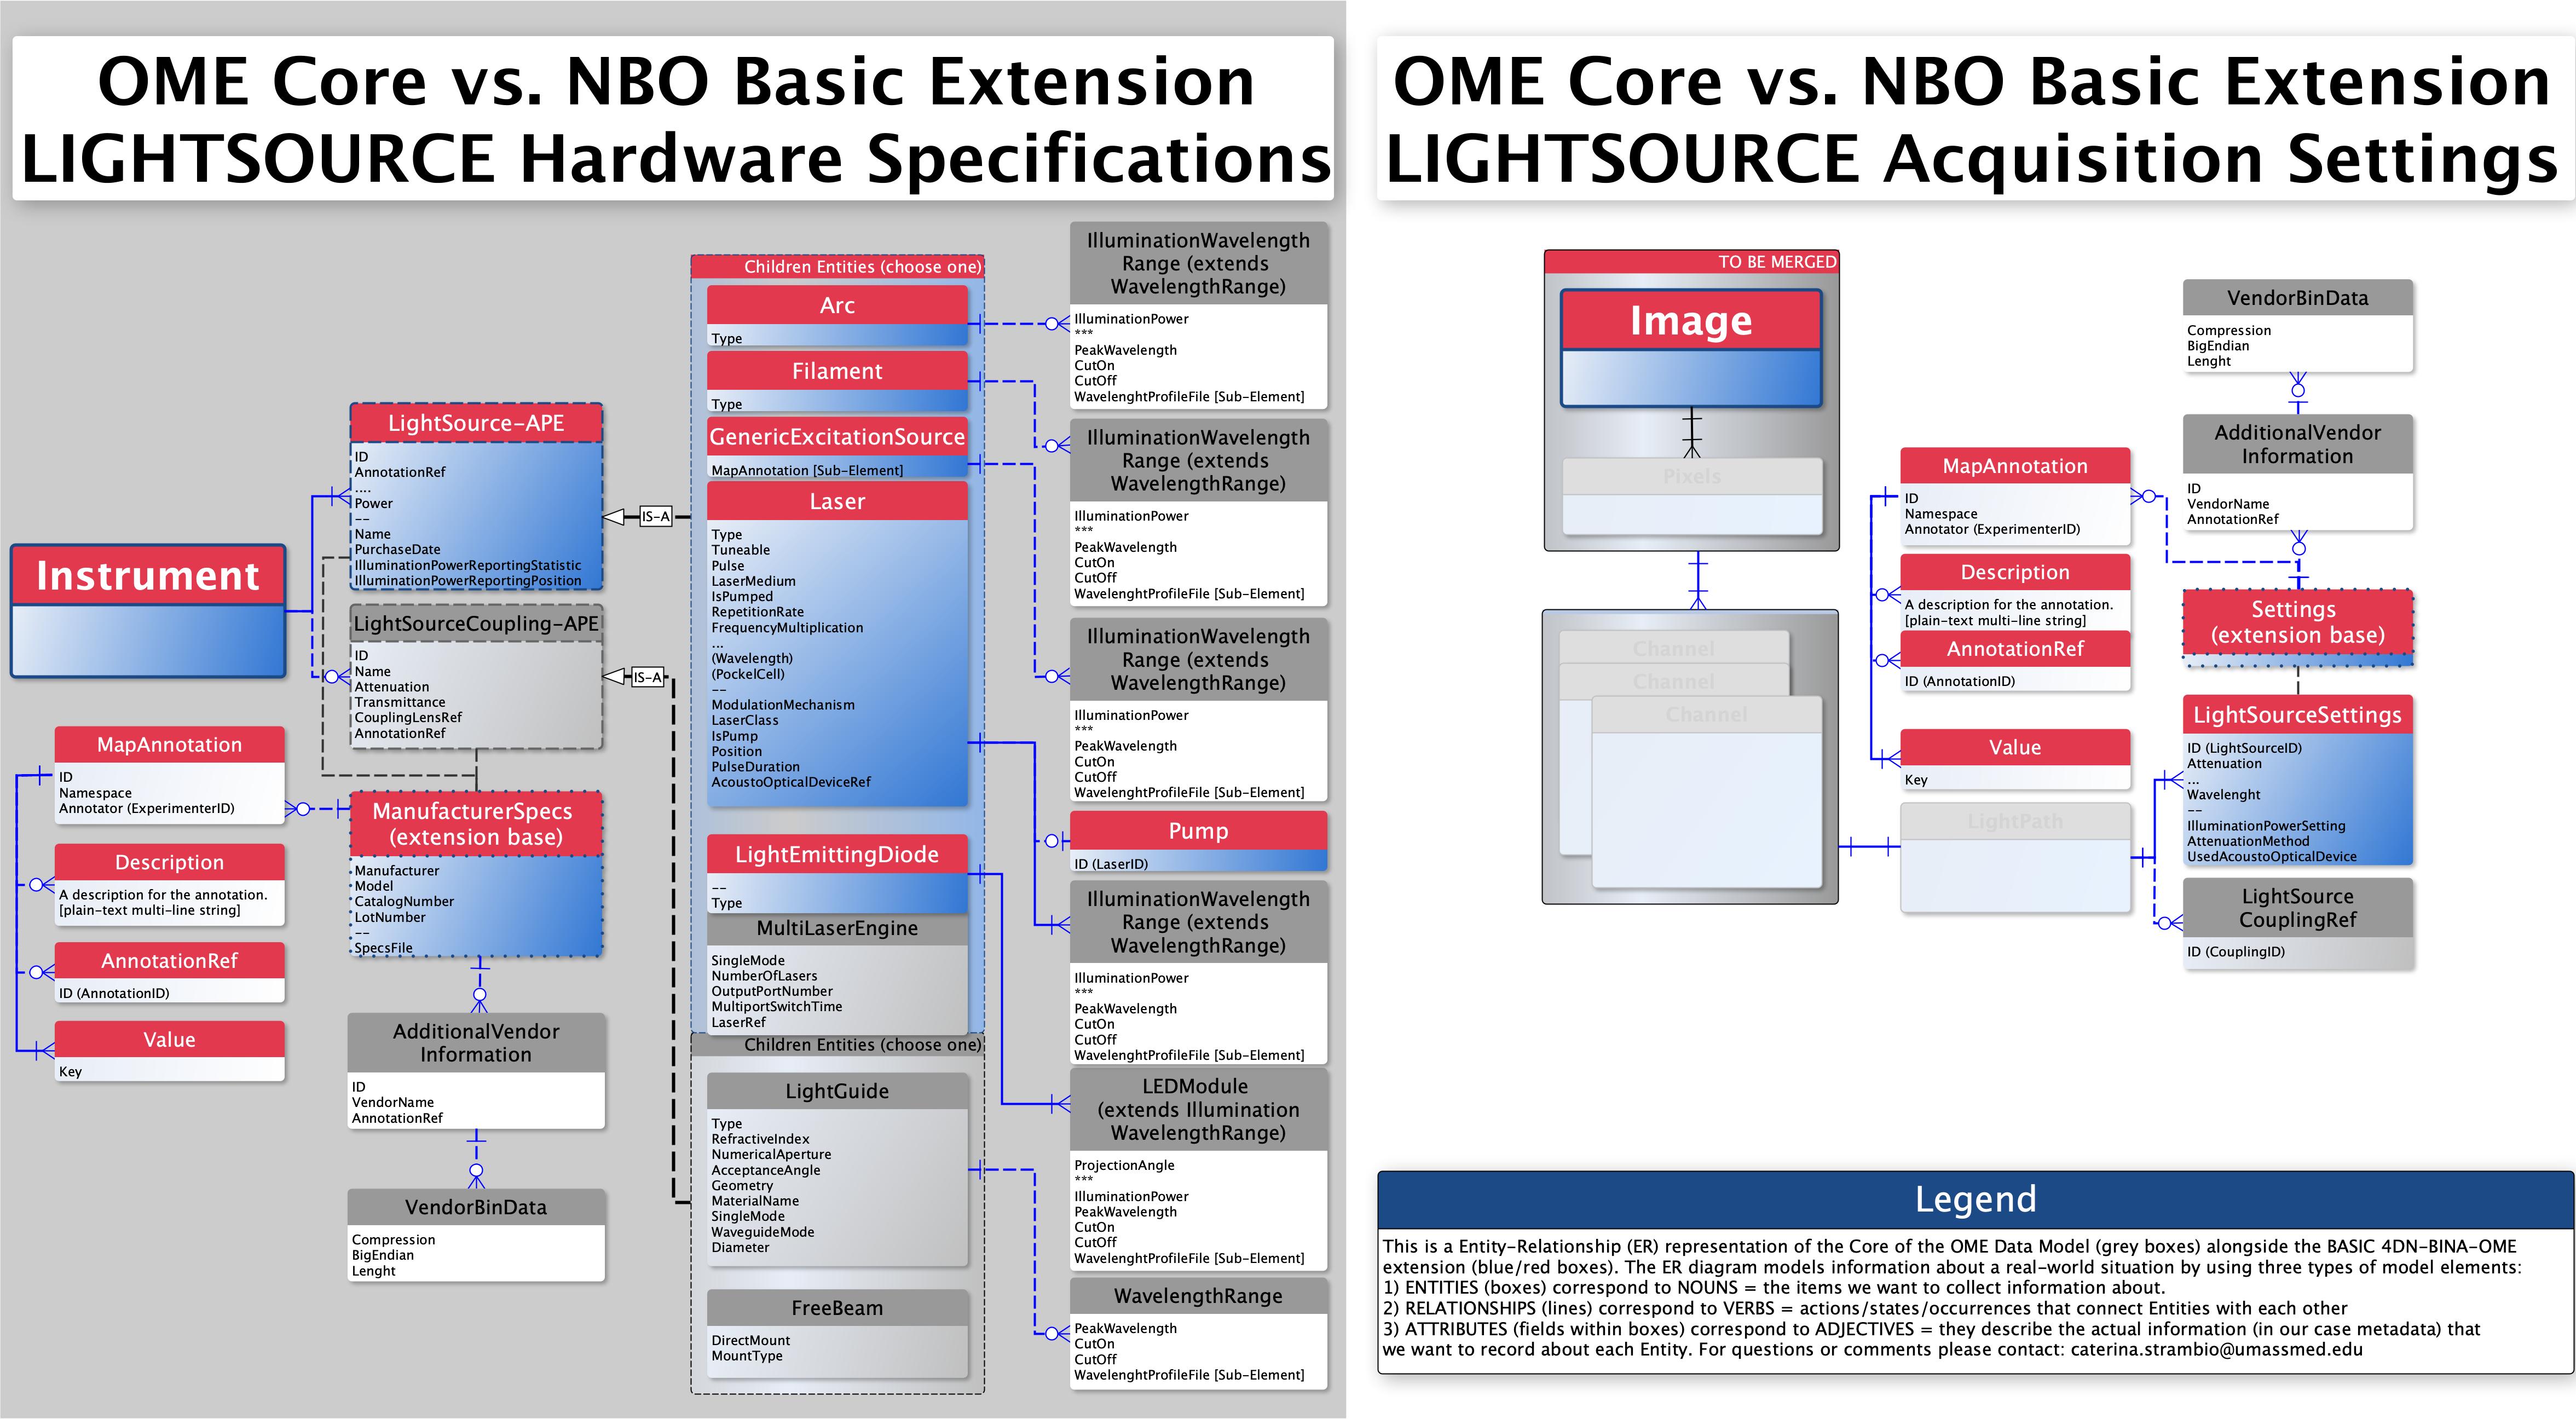 OME Core vs. NBO Basic Extension
LIGHTSOURCE Hardware Specifications
Instrument
LightSource-APE
ID
AnnotationRef
....
Power
--
Name
PurchaseDate
IlluminationPowerReportingStatistic
IlluminationPowerReportingPosition
LightSourceCoupling-APE
ID
Name
Attenuation
Transmittance
CouplingLensRef
AnnotationRef
IS-A
IS-A
MapAnnotation
ID
Namespace
Annotator (ExperimenterID)
Description
A description for the annotation.
[plain-text multi-line string]
AnnotationRef
ID (AnnotationID)
Value
Key
ManufacturerSpecs
(extension base)
Manufacturer
Model
CatalogNumber
LotNumber
--
SpecsFile
AdditionalVendor
Information
ID
VendorName
AnnotationRef
VendorBinData
Compression
BigEndian
Lenght
Children Entities (choose one)
Arc
Type
Filament
Type
GenericExcitationSource
MapAnnotation [Sub-Element]
Laser
Type
Tuneable
Pulse
LaserMedium
IsPumped
RepetitionRate
FrequencyMultiplication
...
(Wavelength)
(PockelCell)
--
ModulationMechanism
LaserClass
IsPump
Position
PulseDuration
AcoustoOpticalDeviceRef
LightEmittingDiode
--
Type
MultiLaserEngine
SingleMode
NumberOfLasers
OutputPortNumber
MultiportSwitchTime
LaserRef
Children Entities (choose one)
LightGuide
Type
RefractiveIndex
NumericalAperture
AcceptanceAngle
Geometry
MaterialName
SingleMode
WaveguideMode
Diameter
FreeBeam
DirectMount
MountType
IlluminationWavelength
Range (extends
WavelengthRange)
IlluminationPower
***
PeakWavelength
CutOn
CutOff
WavelenghtProfileFile [Sub-Element]
IlluminationWavelength
Range (extends
WavelengthRange)
IlluminationPower
***
PeakWavelength
CutOn
CutOff
WavelenghtProfileFile [Sub-Element]
IlluminationWavelength
Range (extends
WavelengthRange)
IlluminationPower
***
PeakWavelength
CutOn
CutOff
WavelenghtProfileFile [Sub-Element]
Pump
ID (LaserID)
IlluminationWavelength
Range (extends
WavelengthRange)
IlluminationPower
***
PeakWavelength
CutOn
CutOff
WavelenghtProfileFile [Sub-Element]
LEDModule
(extends Illumination
WavelengthRange)
ProjectionAngle
***
IlluminationPower
PeakWavelength
CutOn
CutOff
WavelenghtProfileFile [Sub-Element]
WavelengthRange
PeakWavelength
CutOn
CutOff
WavelenghtProfileFile [Sub-Element]
OME Core vs. NBO Basic Extension
LIGHTSOURCE Acquisition Settings
TO BE MERGED
Image
Pixels
Channel
Channel
Channel
MapAnnotation
ID
Namespace
Annotator (ExperimenterID)
Description
A description for the annotation.
[plain-text multi-line string]
AnnotationRef
ID (AnnotationID)
Value
Key
LightPath
VendorBinData
Compression
BigEndian
Lenght
AdditionalVendor
Information
ID
VendorName
AnnotationRef
Settings
(extension base)
LightSourceSettings
ID (LightSourceID)
Attenuation
...
Wavelenght
--
IlluminationPowerSetting
AttenuationMethod
UsedAcoustoOpticalDevice
LightSource
CouplingRef
ID (CouplingID)
Legend
This is a Entity-Relationship (ER) representation of the Core of the OME Data Model (grey boxes) alongside the BASIC 4DN-BINA-OME
extension (blue/red boxes). The ER diagram models information about a real-world situation by using three types of model elements:
1) ENTITIES (boxes) correspond to NOUNS = the items we want to collect information about.
2) RELATIONSHIPS (lines) correspond to VERBS = actions/states/occurrences that connect Entities with each other
3) ATTRIBUTES (fields within boxes) correspond to ADJECTIVES = they describe the actual information (in our case metadata) that
we want to record about each Entity. For questions or comments please contact: caterina.strambio@umassmed.edu